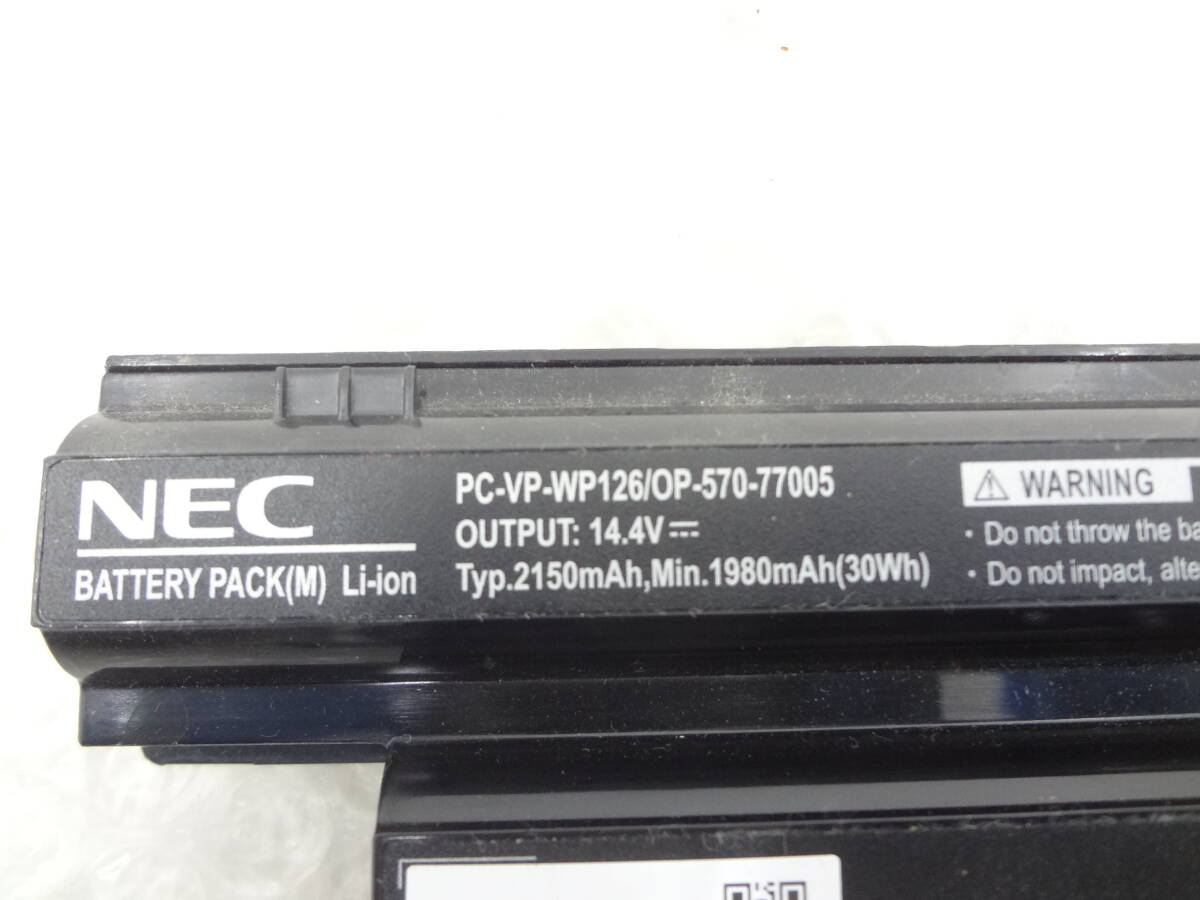 NEC
BATTERY PACK(M) Li-ion
PC-VP-WP126/OP-570-77005
OUTPUT: 14.4V⎓
Typ.2150mAh,Min.1980mAh(30Wh)
⚠ WARNING
・Do not throw the
・Do not impact,